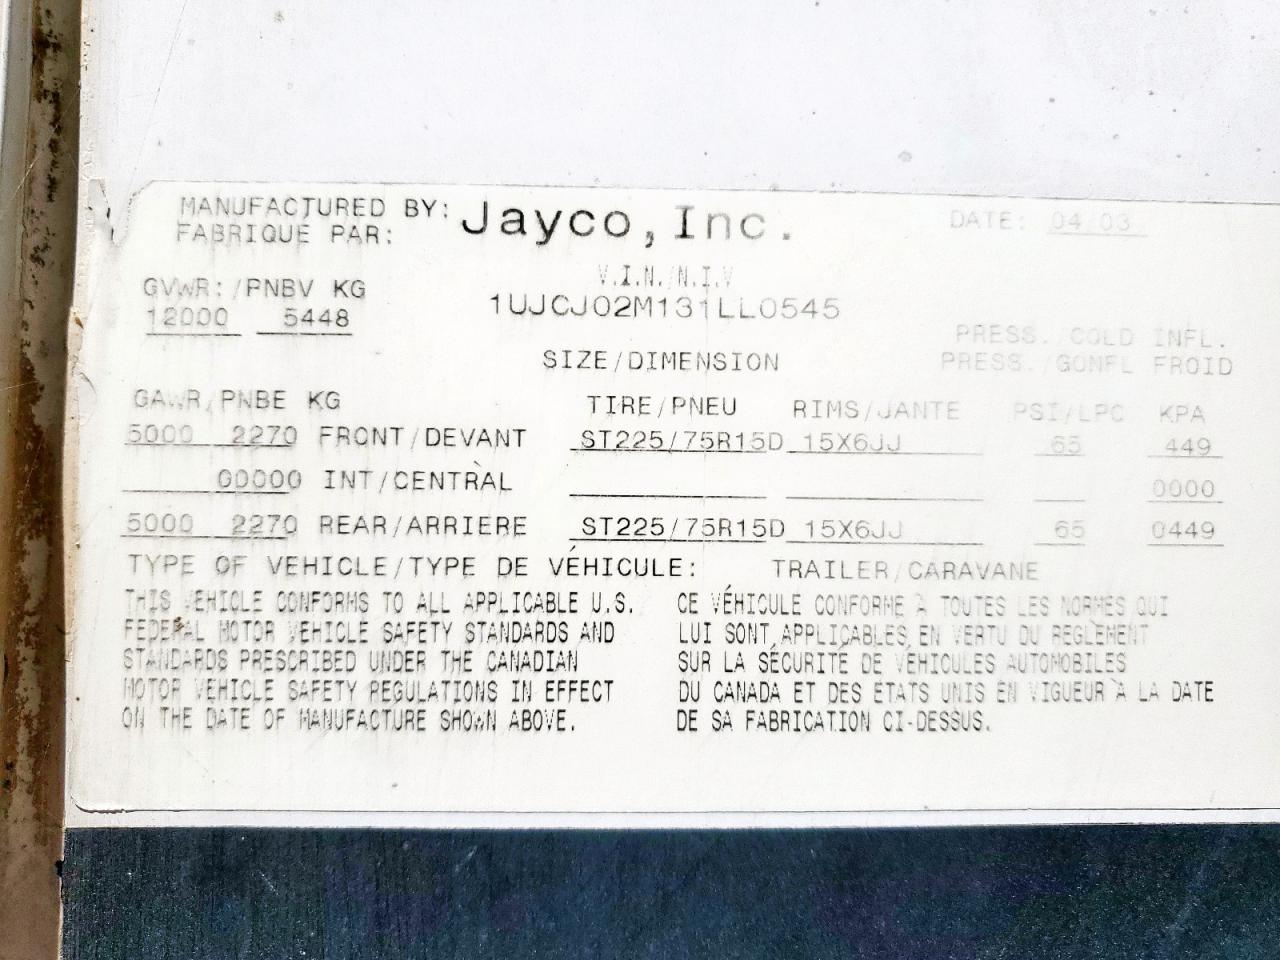 MANUFACTURED BY: Jayco, Inc. DATE: 04/03
FABRIQUE PAR:
V.I.N./N.I.V
GVWR:/PNBV KG
1UJCJ02M131LL0545
12000 5448
PRESS./COLD INFL.
SIZE/DIMENSION PRESS./GONFL FROID
GAWR/PNBE KG TIRE/PNEU RIMS/JANTE PSI/LPC KPA
5000 2270 FRONT/DEVANT ST225/75R15D 15X6JJ 65 449
00000 INT/CENTRAL 0000
5000 2270 REAR/ARRIERE ST225/75R15D 15X6JJ 65 0449
TYPE OF VEHICLE/TYPE DE VÉHICULE: TRAILER/CARAVANE
THIS VEHICLE CONFORMS TO ALL APPLICABLE U.S.
FEDERAL MOTOR VEHICLE SAFETY STANDARDS AND
STANDARDS PRESCRIBED UNDER THE CANADIAN
MOTOR VEHICLE SAFETY REGULATIONS IN EFFECT
ON THE DATE OF MANUFACTURE SHOWN ABOVE.
CE VÉHICULE CONFORME À TOUTES LES NORMES QUI
LUI SONT APPLICABLES EN VERTU DU RÈGLEMENT
SUR LA SÉCURITÉ DE VÉHICULES AUTOMOBILES
DU CANADA ET DES ÉTATS UNIS EN VIGUEUR À LA DATE
DE SA FABRICATION CI-DESSUS.